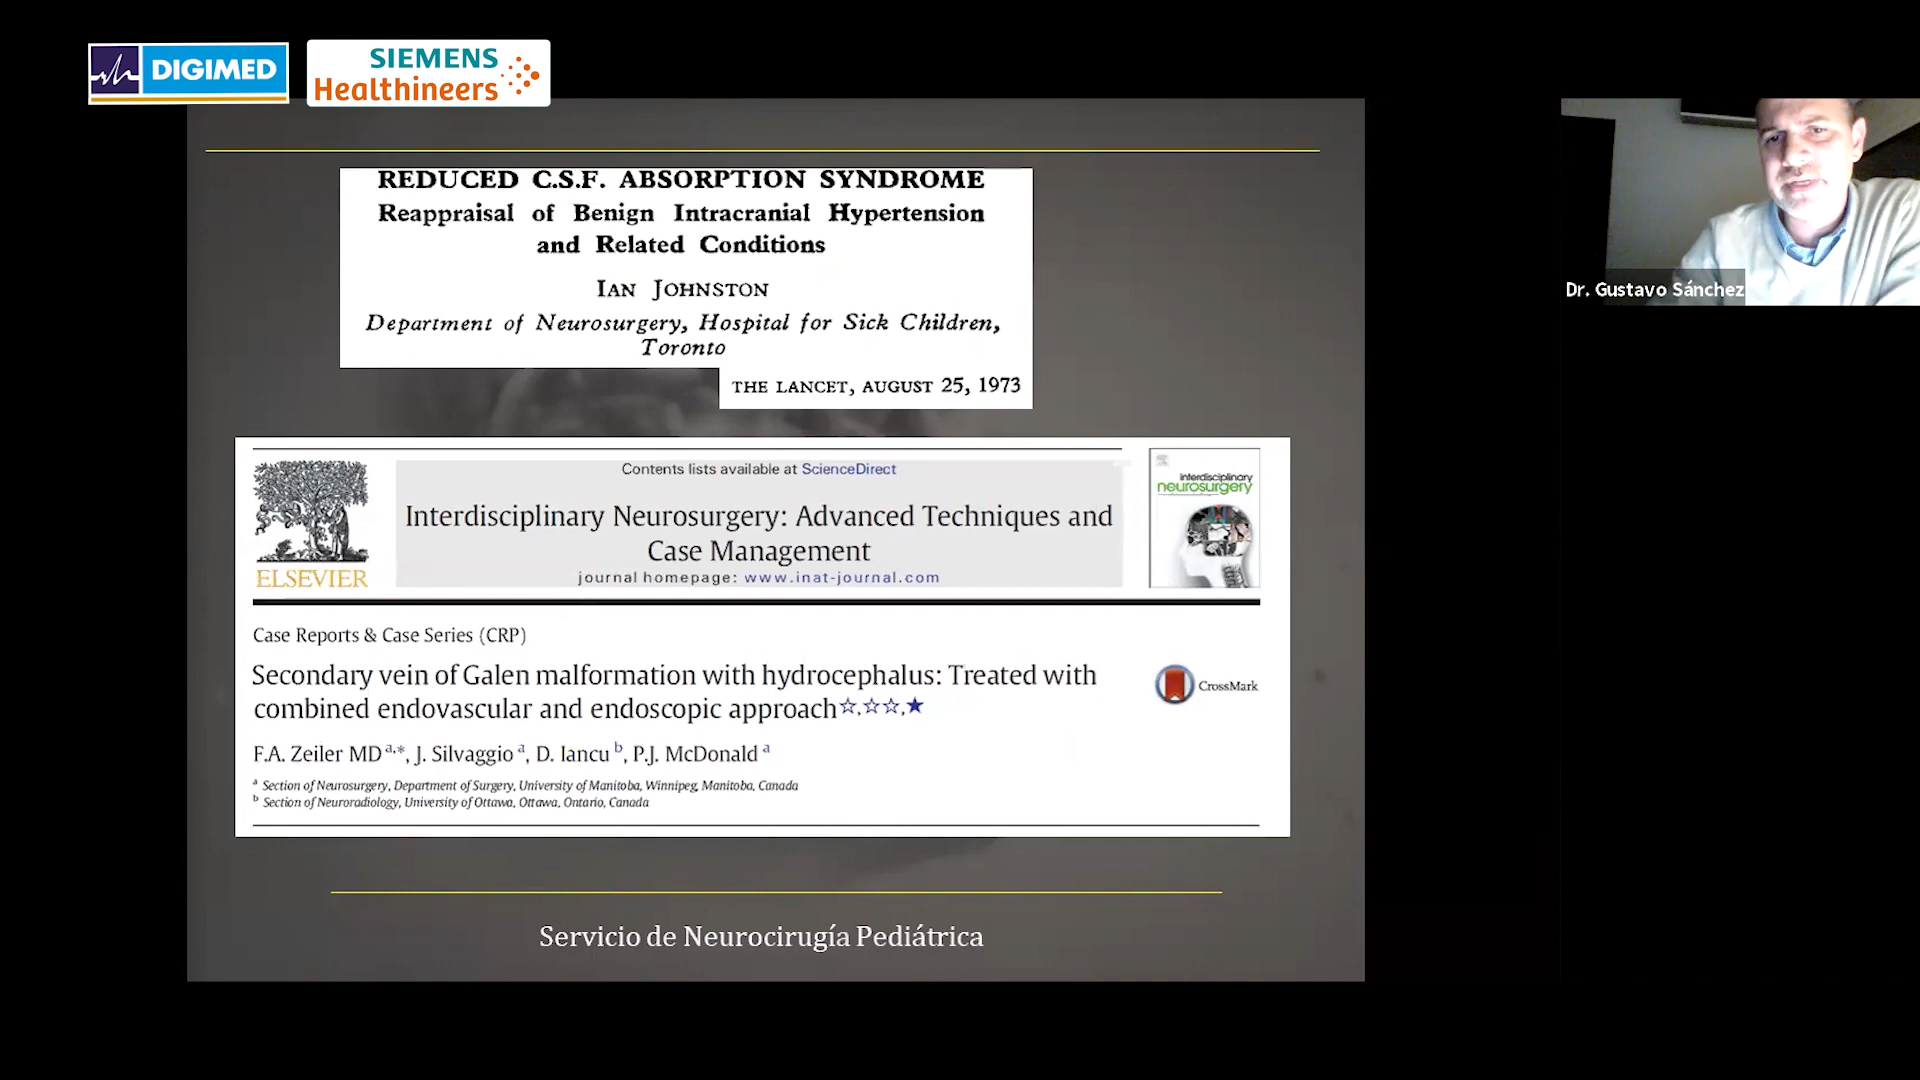 DIGIMED
SIEMENS
Healthineers
REDUCED C.S.F. ABSORPTION SYNDROME
Reappraisal of Benign Intracranial Hypertension
and Related Conditions
IAN JOHNSTON
Department of Neurosurgery, Hospital for Sick Children,
Toronto
THE LANCET, AUGUST 25, 1973
Dr. Gustavo Sánchez
Contents lists available at ScienceDirect
Interdisciplinary Neurosurgery: Advanced Techniques and
Case Management
journal homepage: www.inat-journal.com
ELSEVIER
interdisciplinary
neurosurgery
Case Reports & Case Series (CRP)
Secondary vein of Galen malformation with hydrocephalus: Treated with
combined endovascular and endoscopic approach☆,☆☆,★
CrossMark
F.A. Zeiler MD a,*, J. Silvaggio a, D. Iancu b, P.J. McDonald a
a Section of Neurosurgery, Department of Surgery, University of Manitoba, Winnipeg, Manitoba, Canada
b Section of Neuroradiology, University of Ottawa, Ottawa, Ontario, Canada
Servicio de Neurocirugía Pediátrica